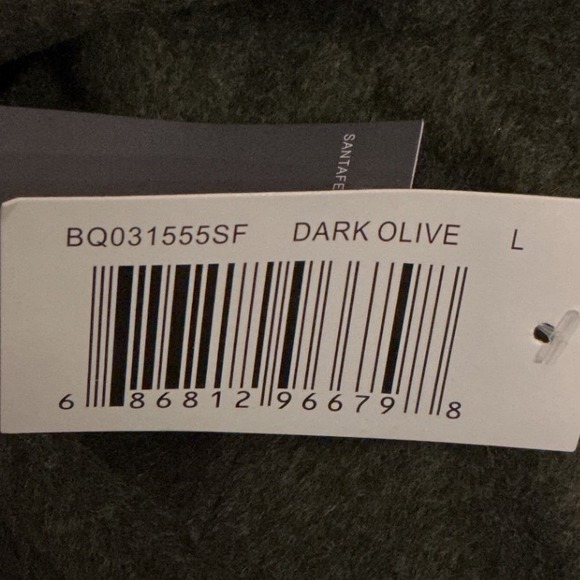 SANTAFE
BQ031555SF DARK OLIVE L
6 86812 96679 8